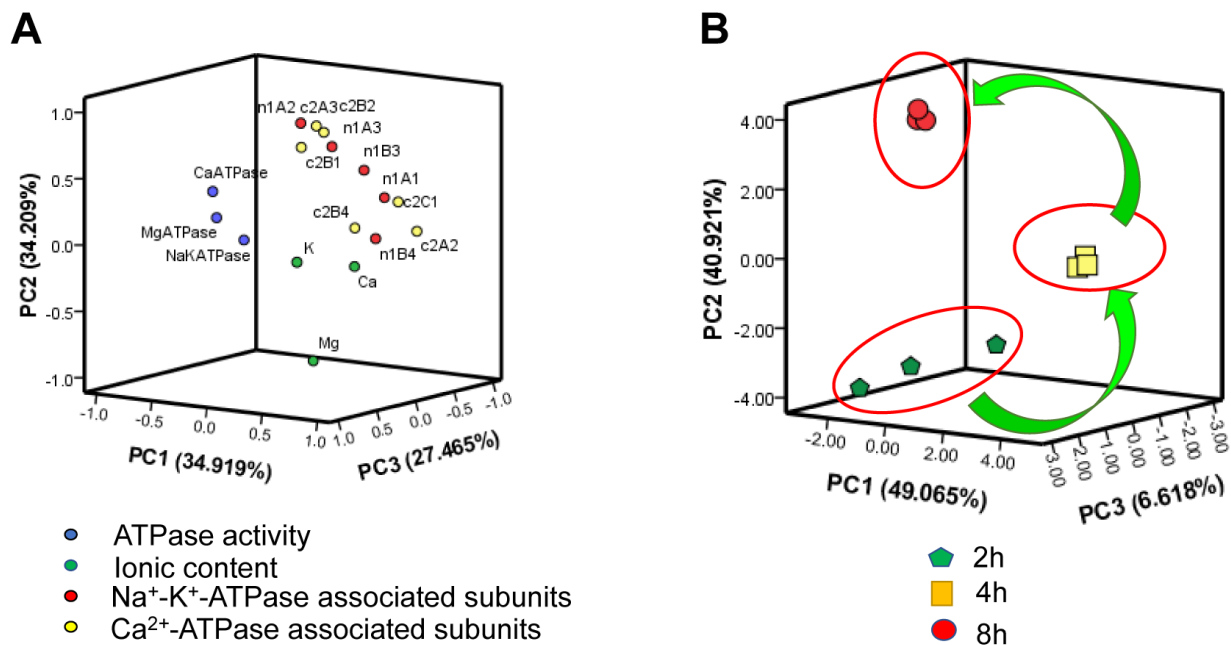 A
PC2 (34.209%)
1.0
0.5
0.0
-0.5
-1.0
n1A2 c2A3 c2B2
n1A3
c2B1
n1B3
CaATPase
n1A1
MgATPase
c2B4
c2C1
NaKATPase
n1B4
c2A2
K
Ca
Mg
-1.0
-0.5
0.0
0.5
1.0
PC1 (34.919%)
1.0
0.5
0.0
-0.5
-1.0
PC3 (27.465%)
ATPase activity
Ionic content
Na⁺-K⁺-ATPase associated subunits
Ca²⁺-ATPase associated subunits
B
PC2 (40.921%)
4.00
2.00
0.00
-2.00
-4.00
-2.00
0.00
2.00
4.00
PC1 (49.065%)
3.00
2.00
1.00
0.00
-1.00
-2.00
-3.00
PC3 (6.618%)
2h
4h
8h